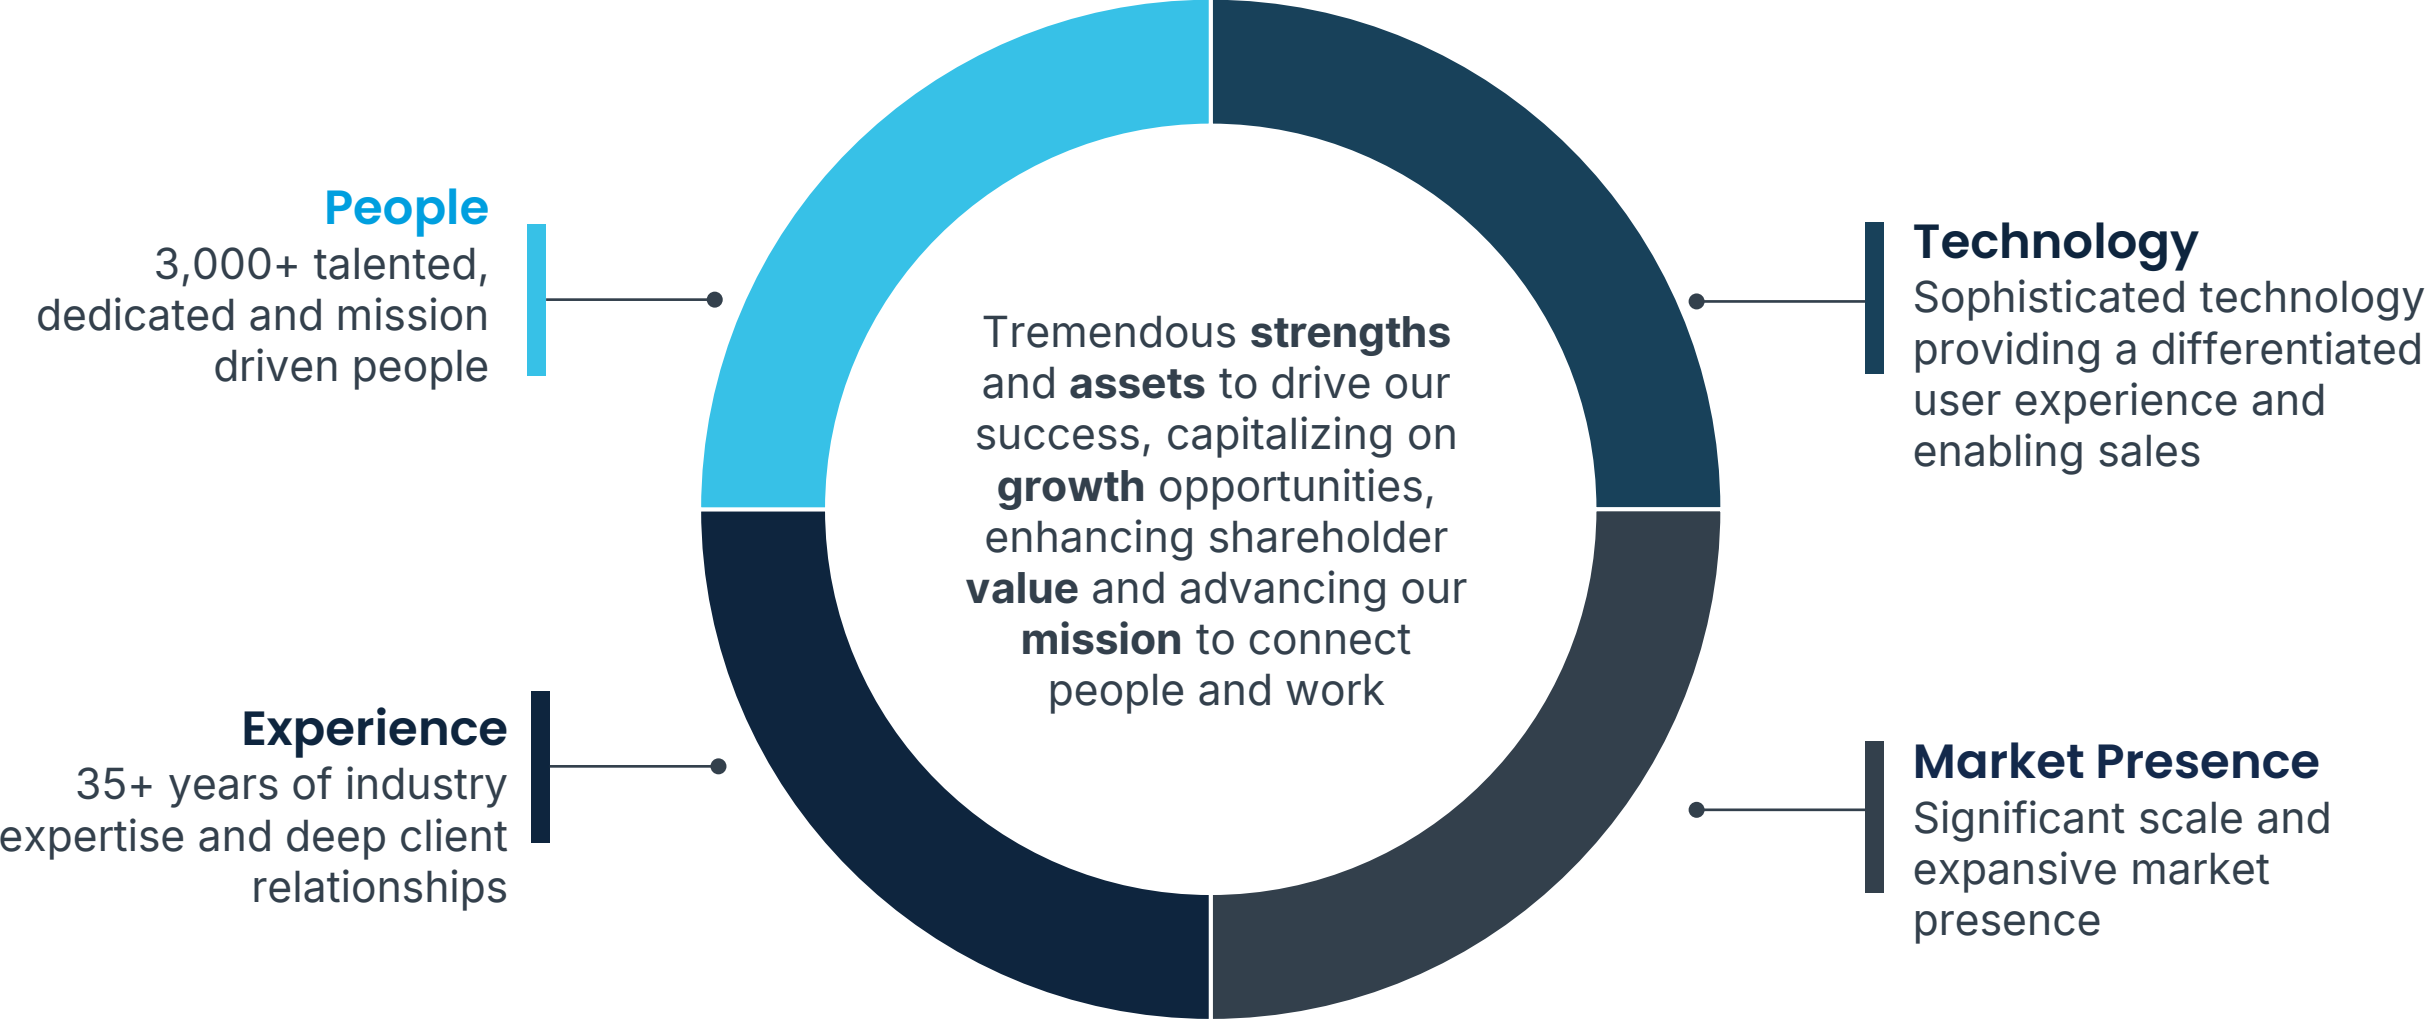 People
3,000+ talented,
dedicated and mission
driven people
Technology
Sophisticated technology
providing a differentiated
user experience and
enabling sales
Tremendous strengths
and assets to drive our
success, capitalizing on
growth opportunities,
enhancing shareholder
value and advancing our
mission to connect
people and work
Experience
35+ years of industry
expertise and deep client
relationships
Market Presence
Significant scale and
expansive market
presence